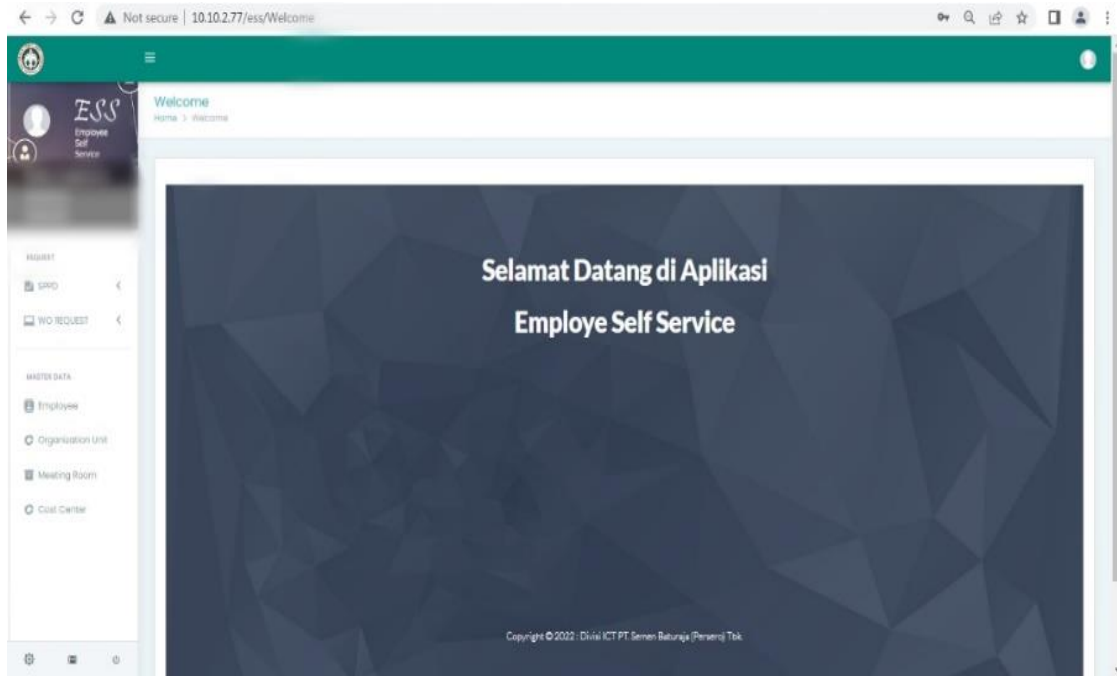 Not secure | 10.10.2.77/ess/Welcome
ESS
Employee
Self
Service
Welcome
Home > Welcome
REQUEST
SPPD
WO REQUEST
MASTER DATA
Employee
Organization Unit
Meeting Room
Cost Center
Selamat Datang di Aplikasi
Employe Self Service
Copyright © 2022 : Divisi ICT PT. Semen Baturaja (Persero) Tbk.